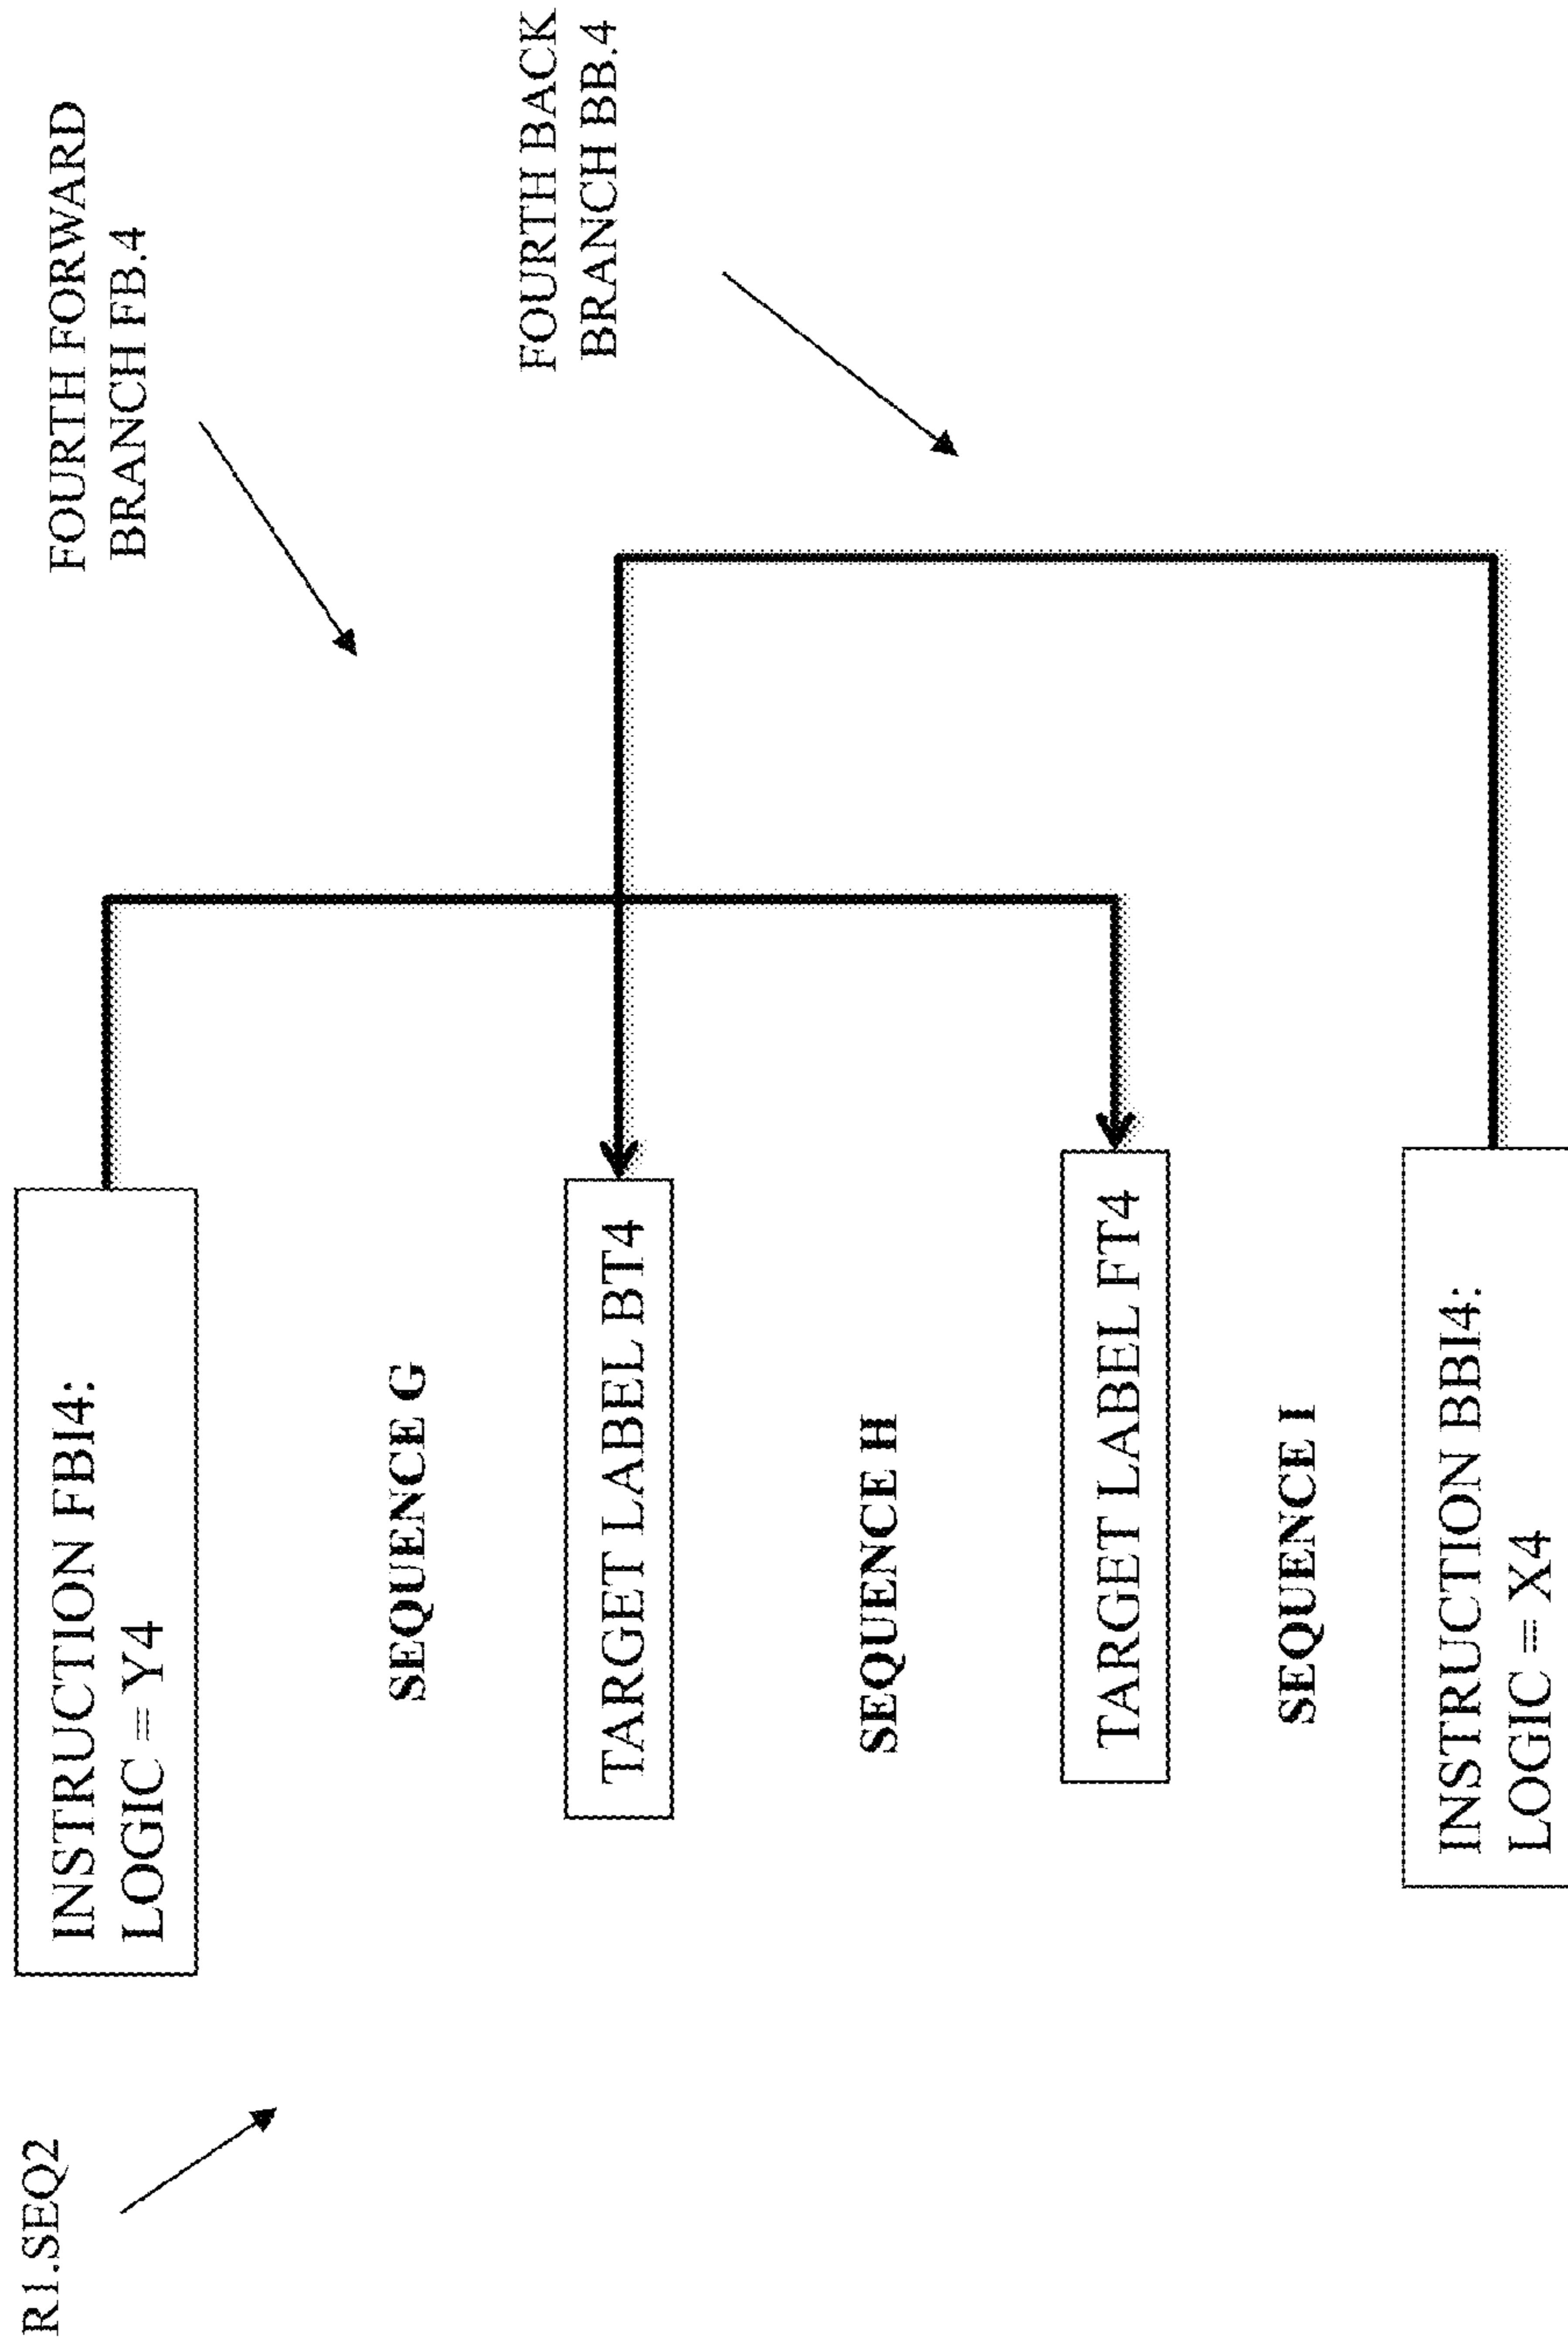 R1.SEQ2
INSTRUCTION FBI4:
LOGIC = Y4
FOURTH FORWARD
BRANCH FB.4
SEQUENCE G
TARGET LABEL BT4
FOURTH BACK
BRANCH BB.4
SEQUENCE H
TARGET LABEL FT4
SEQUENCE I
INSTRUCTION BBI4:
LOGIC = X4